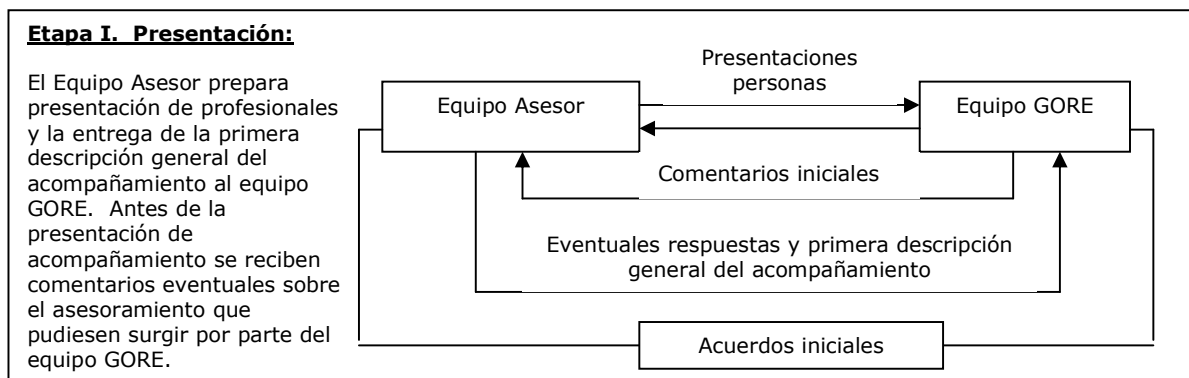 Etapa I.  Presentación:
El Equipo Asesor prepara
presentación de profesionales
y la entrega de la primera
descripción general del
acompañamiento al equipo
GORE.  Antes de la
presentación de
acompañamiento se reciben
comentarios eventuales sobre
el asesoramiento que
pudiesen surgir por parte del
equipo GORE.
Presentaciones
personas
Equipo Asesor
Equipo GORE
Comentarios iniciales
Eventuales respuestas y primera descripción
general del acompañamiento
Acuerdos iniciales